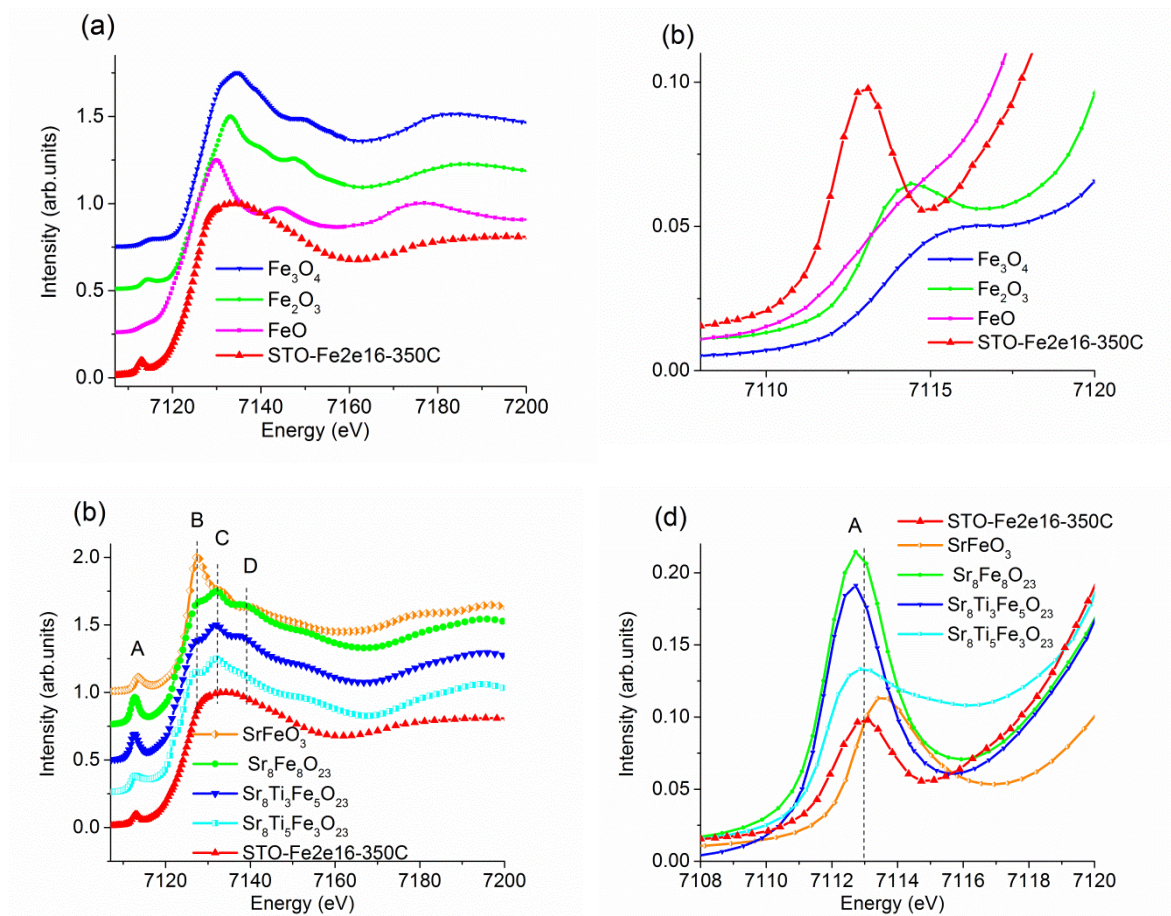 (a)
Intensity (arb.units)
1.5
1.0
0.5
0.0
7120 7140 7160 7180 7200
Energy (eV)
Fe₃O₄
Fe₂O₃
FeO
STO-Fe2e16-350C
(b)
Intensity (arb.units)
0.10
0.05
0.00
7110 7115 7120
Energy (eV)
Fe₃O₄
Fe₂O₃
FeO
STO-Fe2e16-350C
(b)
Intensity (arb.units)
2.0
1.5
1.0
0.5
0.0
A
B
C
D
7120 7140 7160 7180 7200
Energy (eV)
SrFeO₃
Sr₈Fe₈O₂₃
Sr₈Ti₃Fe₅O₂₃
Sr₈Ti₅Fe₃O₂₃
STO-Fe2e16-350C
(d)
Intensity (arb.units)
0.20
0.15
0.10
0.05
0.00
A
STO-Fe2e16-350C
SrFeO₃
Sr₈Fe₈O₂₃
Sr₈Ti₃Fe₅O₂₃
Sr₈Ti₅Fe₃O₂₃
7108 7110 7112 7114 7116 7118 7120
Energy (eV)